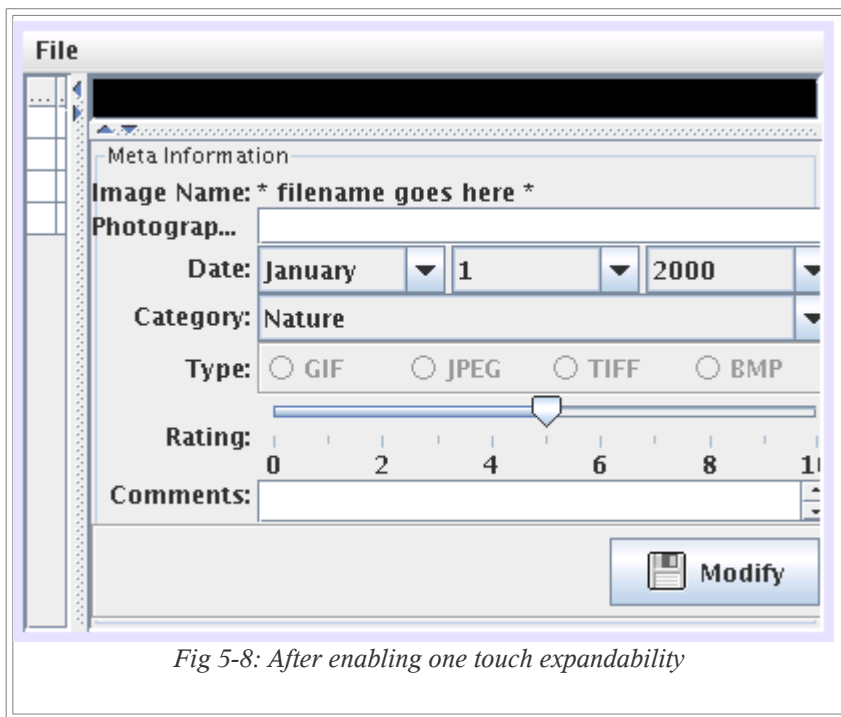 File
... .
Meta Information
Image Name: * filename goes here *
Photograp...
Date: January 1 2000
Category: Nature
Type: GIF JPEG TIFF BMP
Rating:
0 2 4 6 8 10
Comments:
Modify
Fig 5-8: After enabling one touch expandability